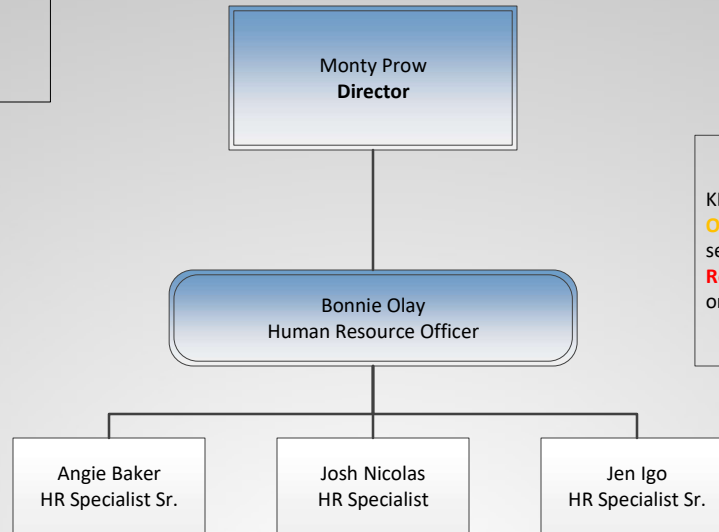 Monty Prow
Director
Bonnie Olay
Human Resource Officer
Angie Baker
HR Specialist Sr.
Josh Nicolas
HR Specialist
Jen Igo
HR Specialist Sr.